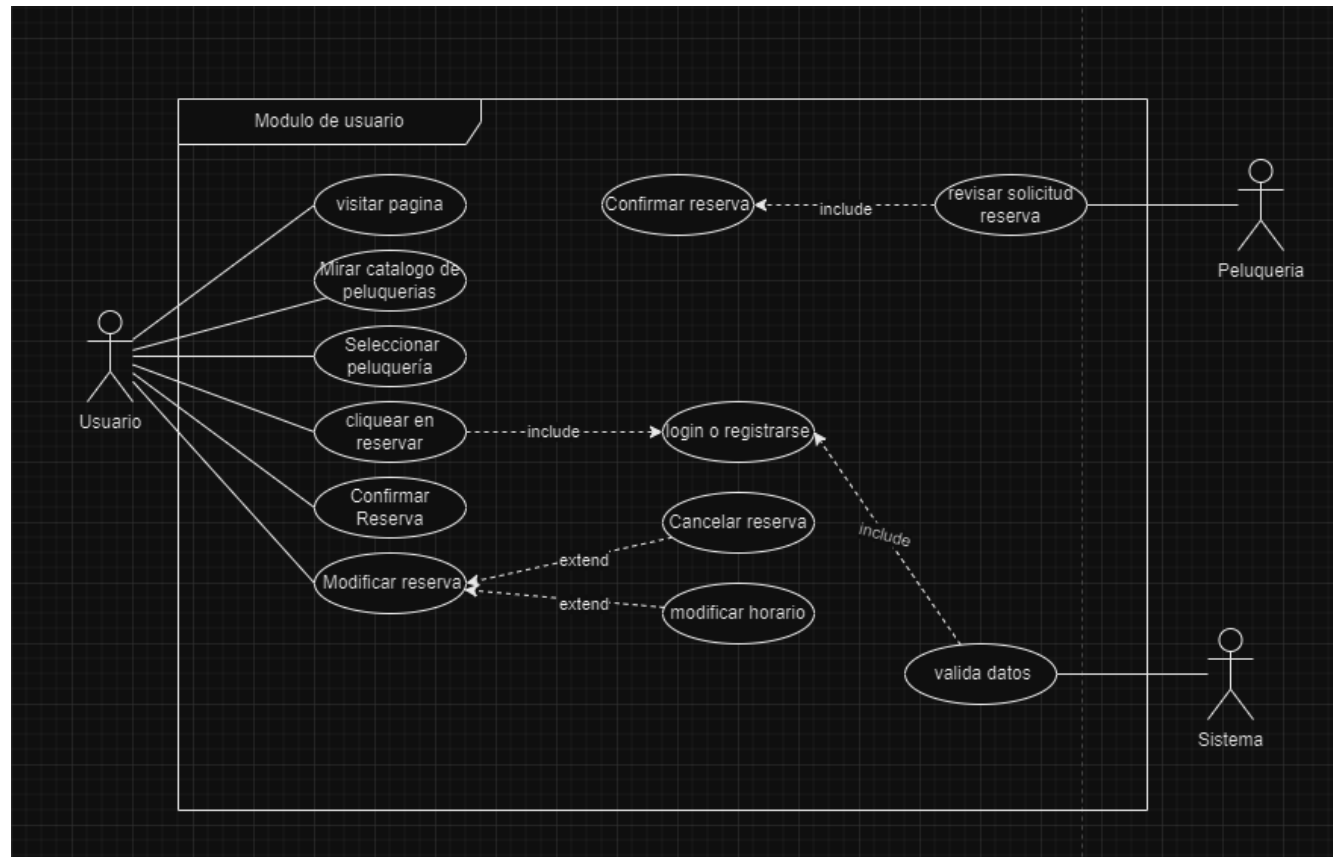 Modulo de usuario
visitar pagina
Confirmar reserva
include
revisar solicitud
reserva
Peluqueria
Mirar catalogo de
peluquerias
Seleccionar
peluquería
Usuario
cliquear en
reservar
include
login o registrarse
Confirmar
Reserva
Cancelar reserva
include
extend
Modificar reserva
extend
modificar horario
valida datos
Sistema